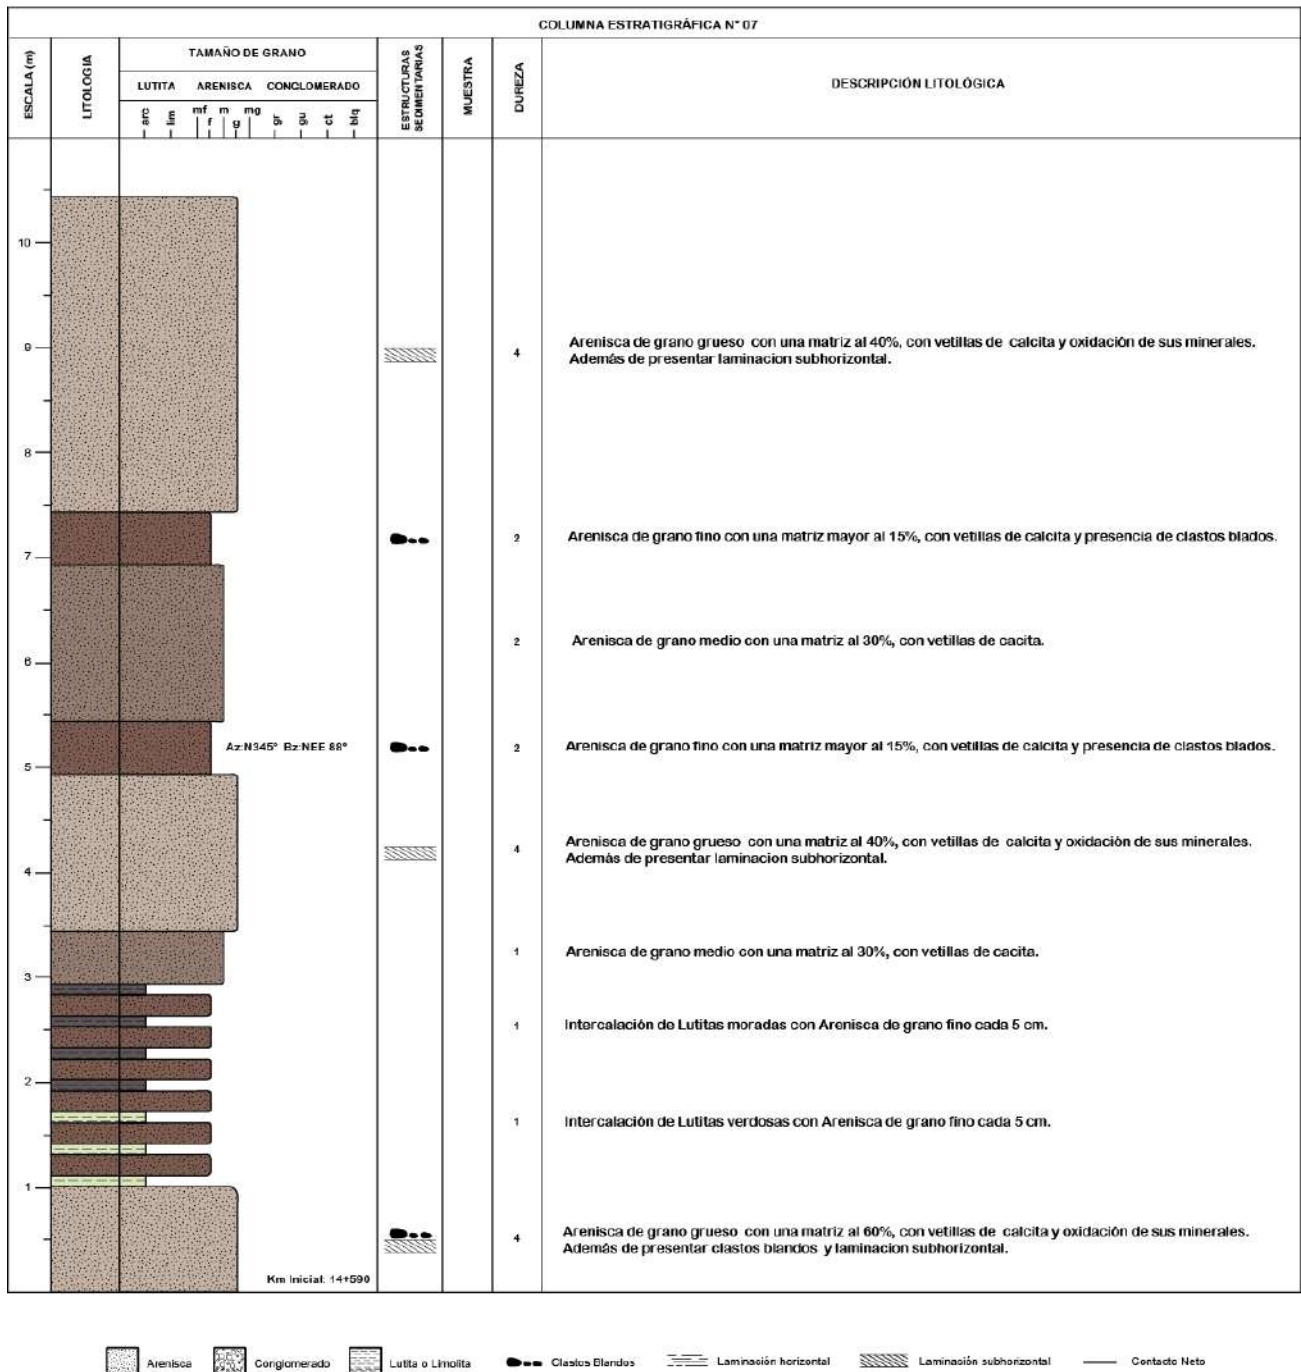 COLUMNA ESTRATIGRÁFICA N° 07
ESCALA (m)
LITOLOGIA
TAMAÑO DE GRANO
LUTITA ARENISCA CONGLOMERADO
arc lim mf f m g mg gr gu ct blq
ESTRUCTURAS
SEDIMENTARIAS
MUESTRA
DUREZA
DESCRIPCIÓN LITOLÓGICA
10
9
4
Arenisca de grano grueso con una matriz al 40%, con vetillas de calcita y oxidación de sus minerales.
Además de presentar laminacion subhorizontal.
8
2
Arenisca de grano fino con una matriz mayor al 15%, con vetillas de calcita y presencia de clastos blados.
7
2
Arenisca de grano medio con una matriz al 30%, con vetillas de cacita.
6
Az:N345° Bz:NEE 88°
2
Arenisca de grano fino con una matriz mayor al 15%, con vetillas de calcita y presencia de clastos blados.
5
4
Arenisca de grano grueso con una matriz al 40%, con vetillas de calcita y oxidación de sus minerales.
Además de presentar laminacion subhorizontal.
4
1
Arenisca de grano medio con una matriz al 30%, con vetillas de cacita.
3
1
Intercalación de Lutitas moradas con Arenisca de grano fino cada 5 cm.
2
1
Intercalación de Lutitas verdosas con Arenisca de grano fino cada 5 cm.
1
4
Arenisca de grano grueso con una matriz al 60%, con vetillas de calcita y oxidación de sus minerales.
Además de presentar clastos blandos y laminacion subhorizontal.
Km Inicial: 14+590
Arenisca Conglomerado Lutita o Limolita Clastos Blandos Laminación horizontal Laminación subhorizontal Contacto Neto